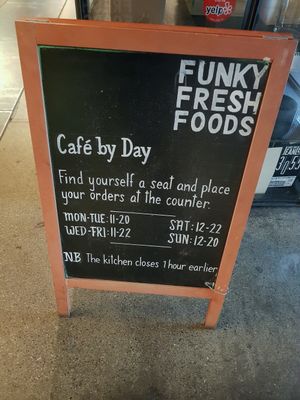 yelp
FUNKY
FRESH
FOODS
Café by Day
Find yourself a seat and place
your orders at the counter.
MON-TUE: 11-20
WED-FRI: 11-22
SAT: 12-22
SUN: 12-20
NB The kitchen closes 1 hour earlier